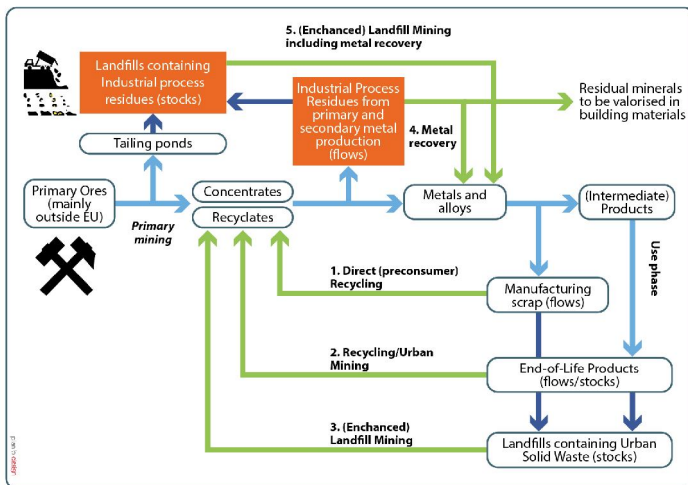 5. (Enchanced) Landfill Mining
including metal recovery
Landfills containing
Industrial process
residues (stocks)
Industrial Process
Residues from
primary and
secondary metal
production
(flows)
Residual minerals
to be valorised in
building materials
4. Metal
recovery
Tailing ponds
Primary Ores
(mainly
outside EU)
Primary
mining
Concentrates
Recyclates
Metals and
alloys
(Intermediate)
Products
Use phase
1. Direct (preconsumer)
Recycling
Manufacturing
scrap (flows)
2. Recycling/Urban
Mining
End-of-Life Products
(flows/stocks)
3. (Enchanced)
Landfill Mining
Landfills containing Urban
Solid Waste (stocks)